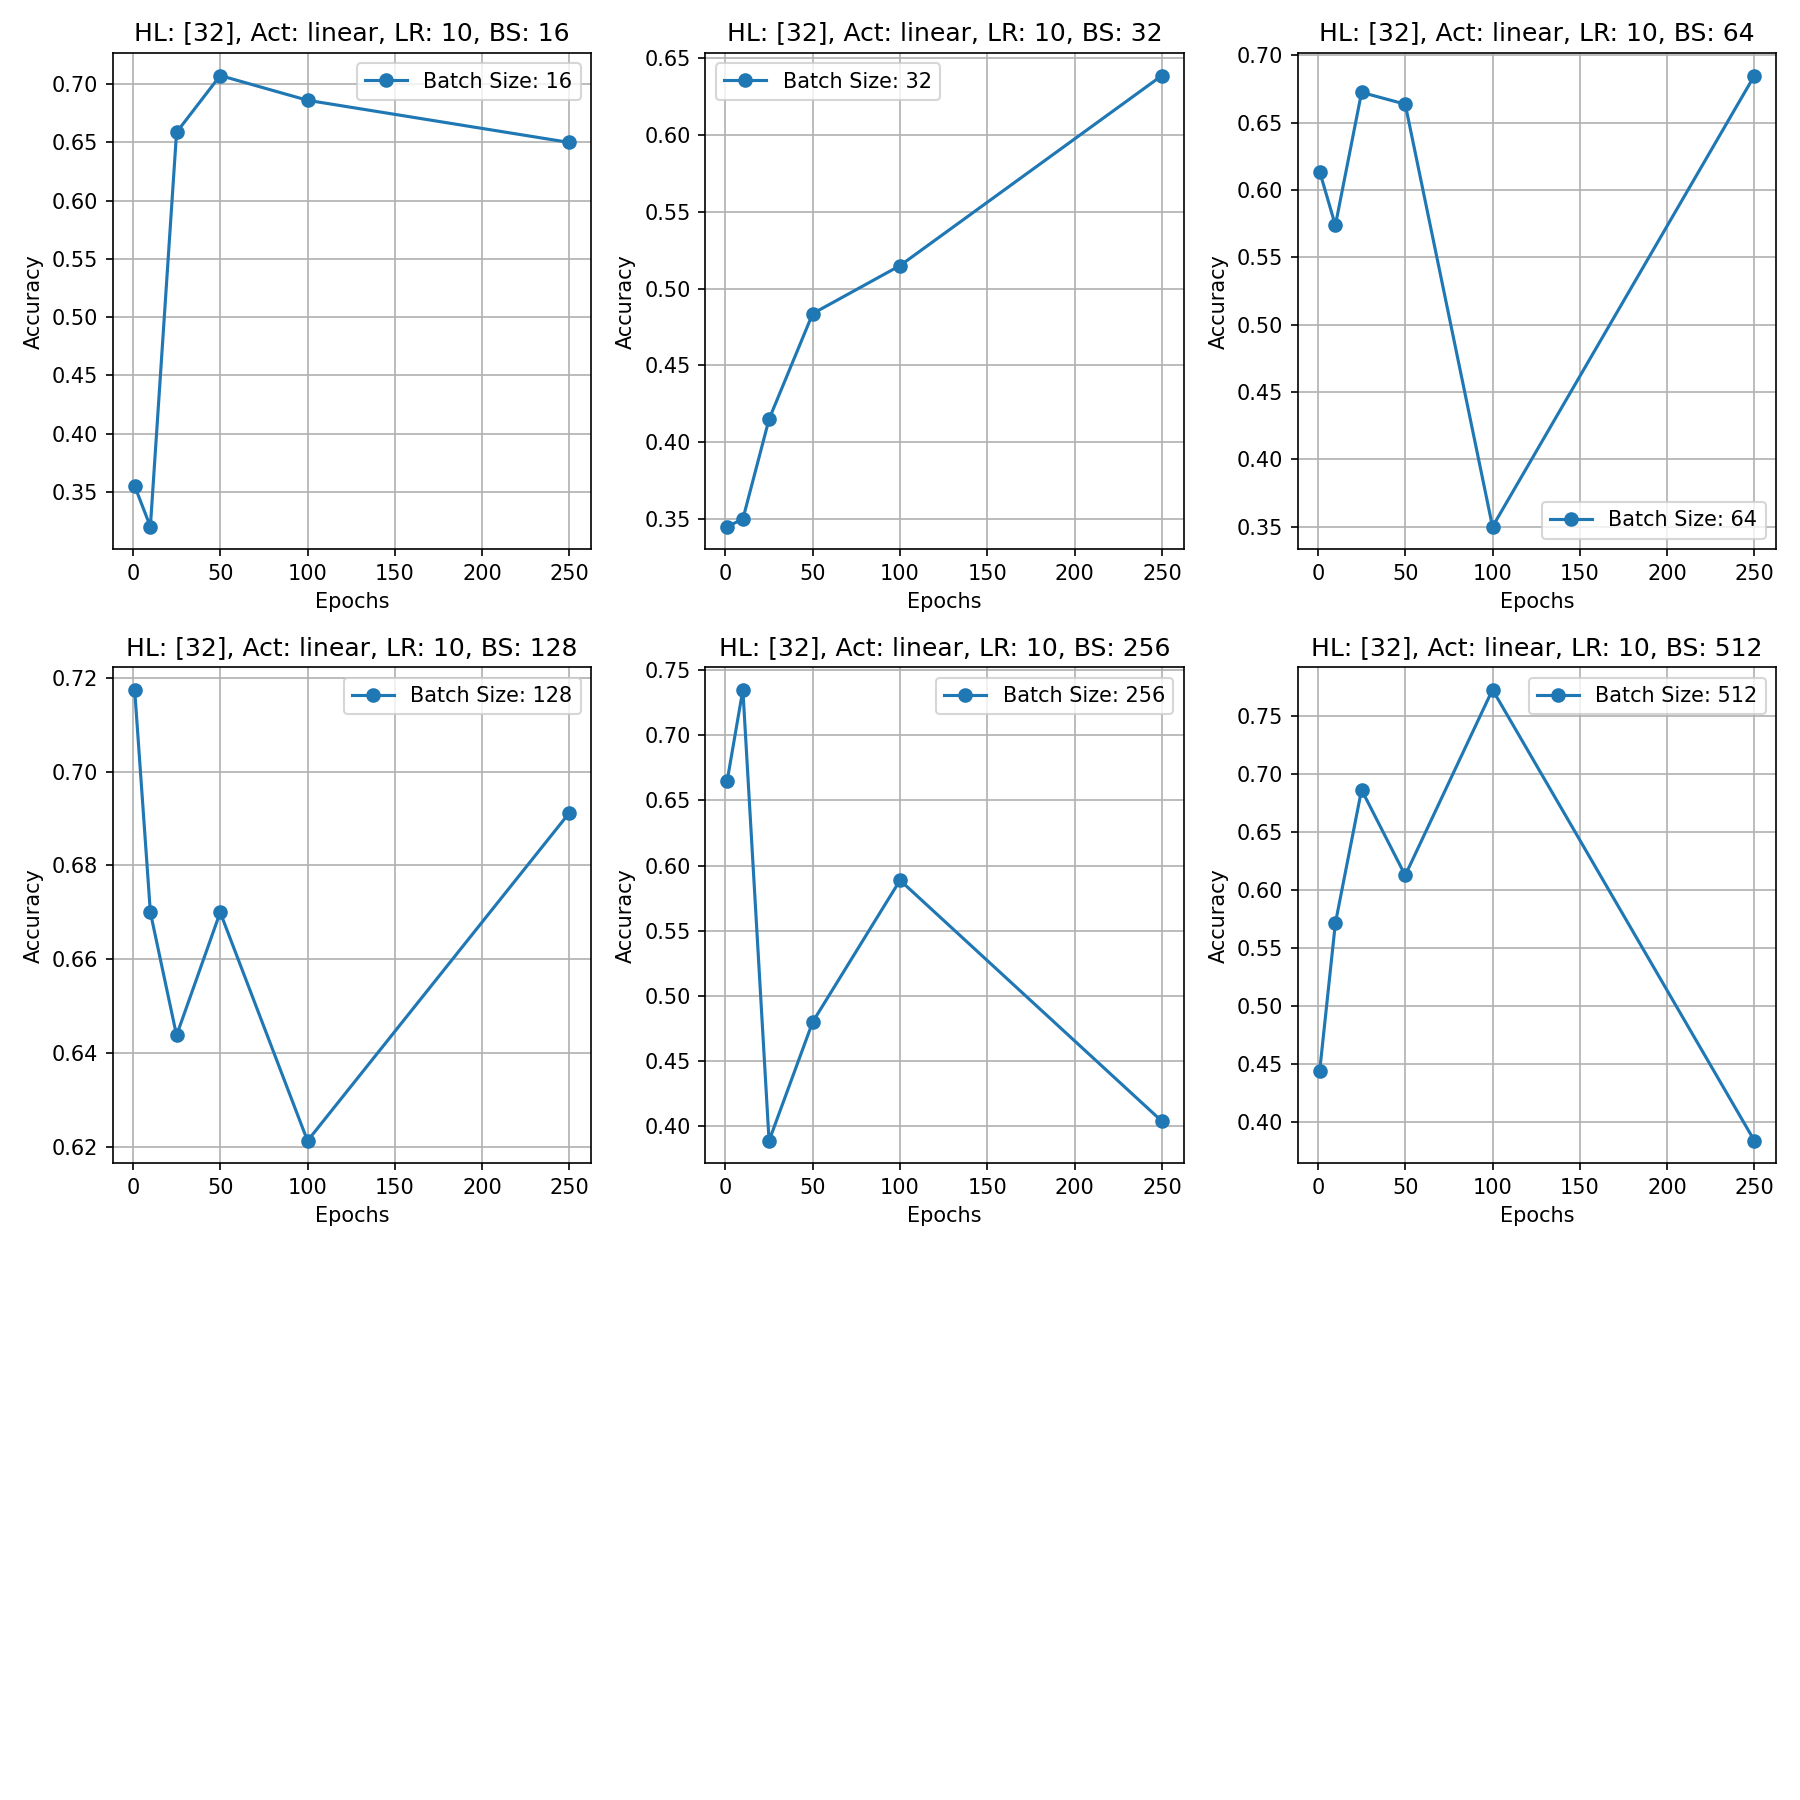 HL: [32], Act: linear, LR: 10, BS: 16
Batch Size: 16
Accuracy
0.70
0.65
0.60
0.55
0.50
0.45
0.40
0.35
0 50 100 150 200 250
Epochs
HL: [32], Act: linear, LR: 10, BS: 32
Batch Size: 32
Accuracy
0.65
0.60
0.55
0.50
0.45
0.40
0.35
0 50 100 150 200 250
Epochs
HL: [32], Act: linear, LR: 10, BS: 64
Accuracy
0.70
0.65
0.60
0.55
0.50
0.45
0.40
0.35
Batch Size: 64
0 50 100 150 200 250
Epochs
HL: [32], Act: linear, LR: 10, BS: 128
Batch Size: 128
Accuracy
0.72
0.70
0.68
0.66
0.64
0.62
0 50 100 150 200 250
Epochs
HL: [32], Act: linear, LR: 10, BS: 256
Batch Size: 256
Accuracy
0.75
0.70
0.65
0.60
0.55
0.50
0.45
0.40
0 50 100 150 200 250
Epochs
HL: [32], Act: linear, LR: 10, BS: 512
Batch Size: 512
Accuracy
0.75
0.70
0.65
0.60
0.55
0.50
0.45
0.40
0 50 100 150 200 250
Epochs